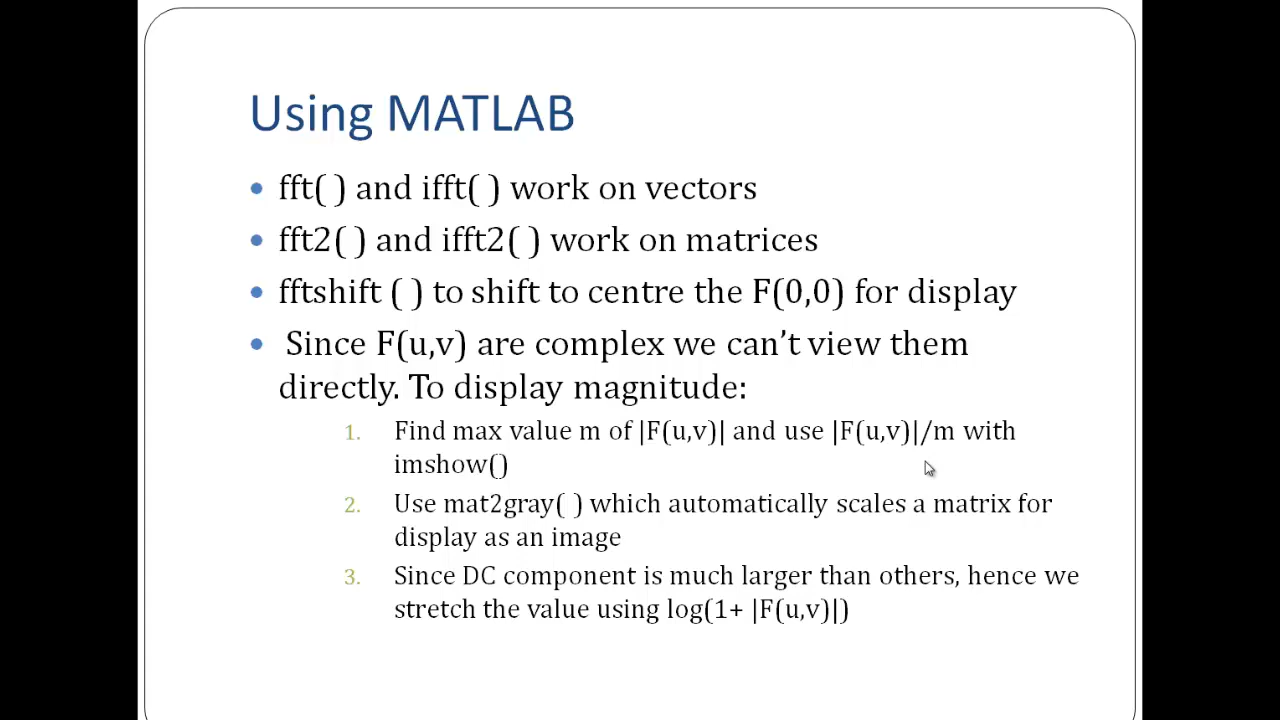 Using MATLAB
• fft( ) and ifft( ) work on vectors
• fft2( ) and ifft2( ) work on matrices
• fftshift ( ) to shift to centre the F(0,0) for display
• Since F(u,v) are complex we can’t view them
directly. To display magnitude:
1. Find max value m of |F(u,v)| and use |F(u,v)|/m with
imshow()
2. Use mat2gray( ) which automatically scales a matrix for
display as an image
3. Since DC component is much larger than others, hence we
stretch the value using log(1+ |F(u,v)|)